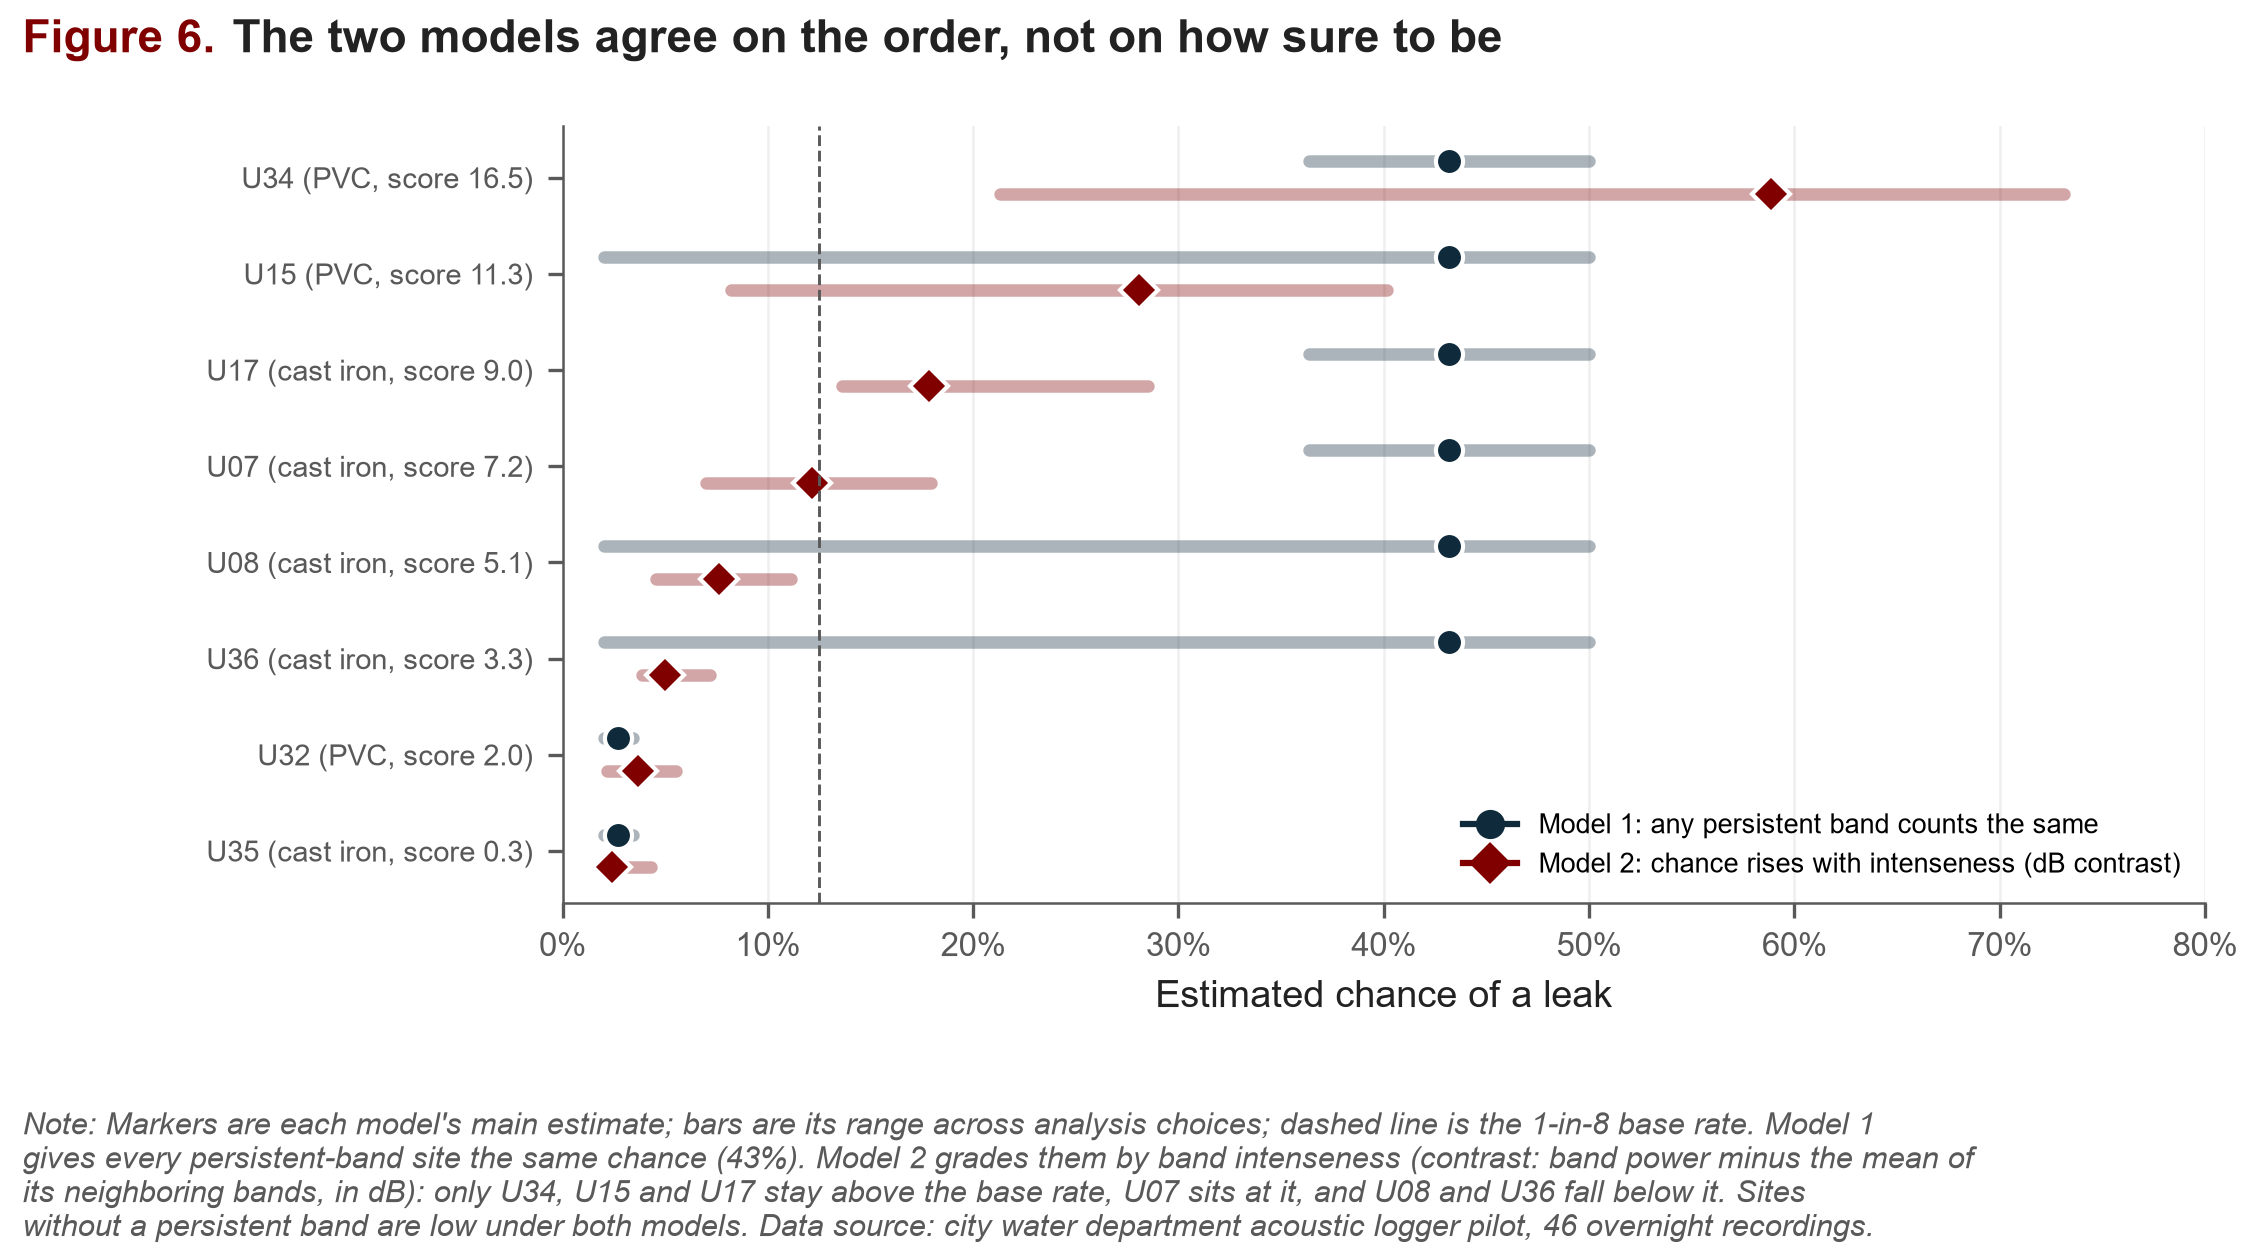 Figure 6. The two models agree on the order, not on how sure to be
U34 (PVC, score 16.5)
U15 (PVC, score 11.3)
U17 (cast iron, score 9.0)
U07 (cast iron, score 7.2)
U08 (cast iron, score 5.1)
U36 (cast iron, score 3.3)
U32 (PVC, score 2.0)
U35 (cast iron, score 0.3)
Model 1: any persistent band counts the same
Model 2: chance rises with intenseness (dB contrast)
0% 10% 20% 30% 40% 50% 60% 70% 80%
Estimated chance of a leak
Note: Markers are each model's main estimate; bars are its range across analysis choices; dashed line is the 1-in-8 base rate. Model 1
gives every persistent-band site the same chance (43%). Model 2 grades them by band intenseness (contrast: band power minus the mean of
its neighboring bands, in dB): only U34, U15 and U17 stay above the base rate, U07 sits at it, and U08 and U36 fall below it. Sites
without a persistent band are low under both models. Data source: city water department acoustic logger pilot, 46 overnight recordings.